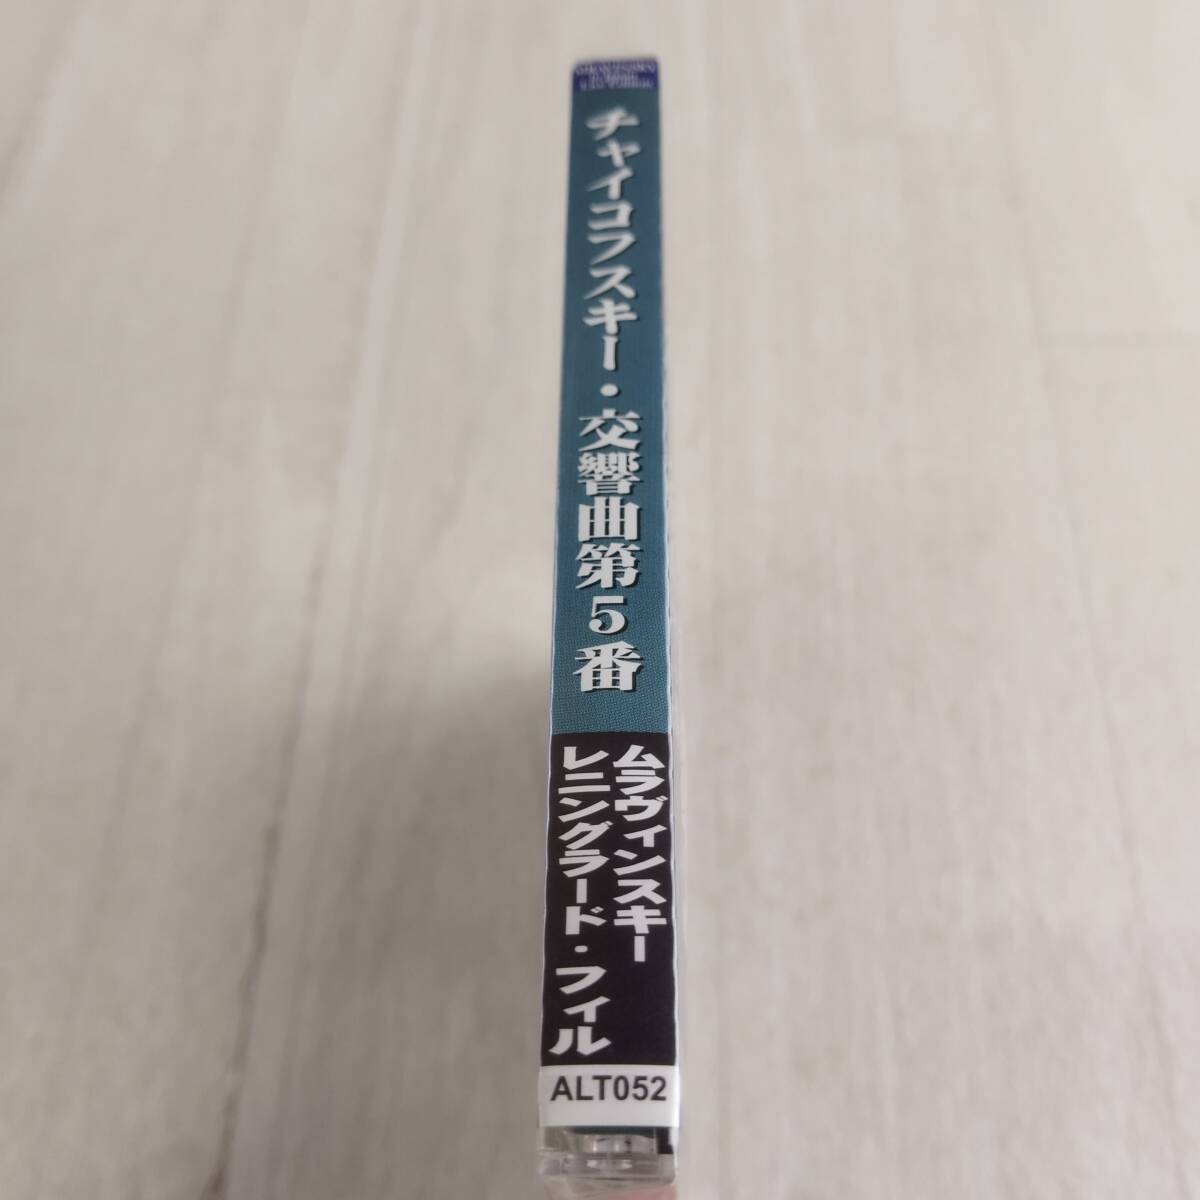 チャイコフスキー・交響曲第5番
ムラヴィンスキー
レニングラード・フィル
ALT052